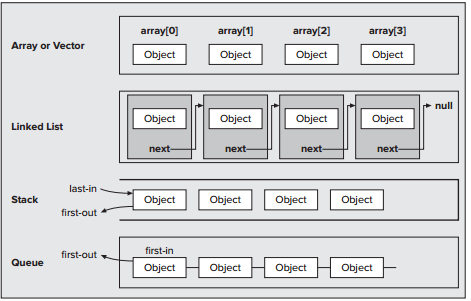 array[0] array[1] array[2] array[3]
Array or Vector
Object Object Object Object
null
Object Object Object Object
Linked List
next next next next
last-in
Stack
Object Object Object Object
first-out
first-in
first-out
Queue
Object Object Object Object